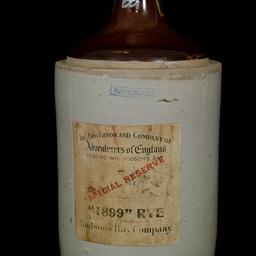 IMPERIAL
The Governor and Company of
Adventurers of England
TRADING INTO HUDSON'S BAY
SPECIAL RESERVE
"1899" RYE
Hudson's Bay Company.